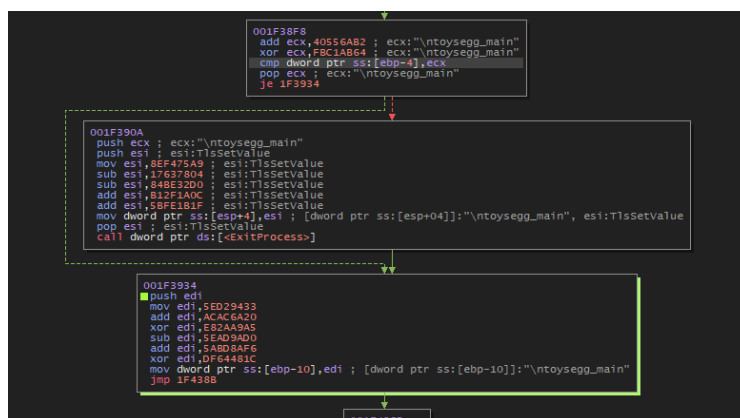 001F38F8
add ecx,40556AB2 ; ecx:"\ntoysegg_main"
xor ecx,FBC1AB64 ; ecx:"\ntoysegg_main"
cmp dword ptr ss:[ebp-4],ecx
pop ecx ; ecx:"\ntoysegg_main"
je 1F3934
001F390A
push ecx ; ecx:"\ntoysegg_main"
push esi ; esi:TlsSetValue
mov esi,8EF475A9 ; esi:TlsSetValue
sub esi,17637804 ; esi:TlsSetValue
sub esi,84BE32D0 ; esi:TlsSetValue
add esi,B12F1A0C ; esi:TlsSetValue
add esi,5BFE1B1F ; esi:TlsSetValue
mov dword ptr ss:[esp+4],esi ; [dword ptr ss:[esp+04]]:"\ntoysegg_main", esi:TlsSetValue
pop esi ; esi:TlsSetValue
call dword ptr ds:[<ExitProcess>]
001F3934
push edi
mov edi,5ED29433
add edi,ACAC6A20
xor edi,E82AA9A5
sub edi,5EAD9AD0
add edi,5ABD8AF6
xor edi,DF64481C
mov dword ptr ss:[ebp-10],edi ; [dword ptr ss:[ebp-10]]:"\ntoysegg_main"
jmp 1F438B